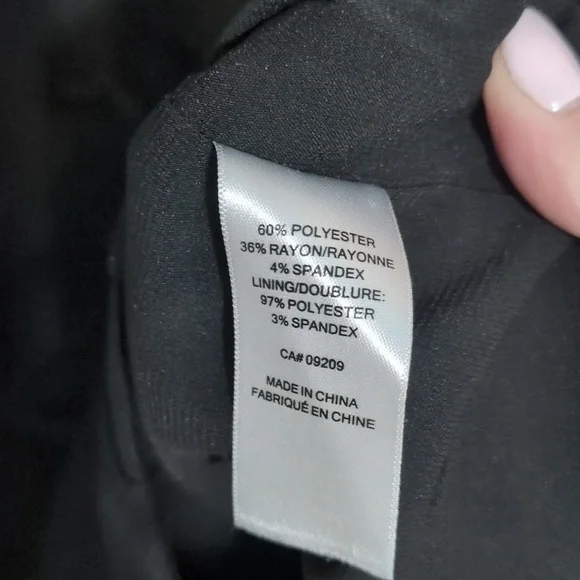 60% POLYESTER
36% RAYON/RAYONNE
4% SPANDEX
LINING/DOUBLURE:
97% POLYESTER
3% SPANDEX
CA# 09209
MADE IN CHINA
FABRIQUÉ EN CHINE